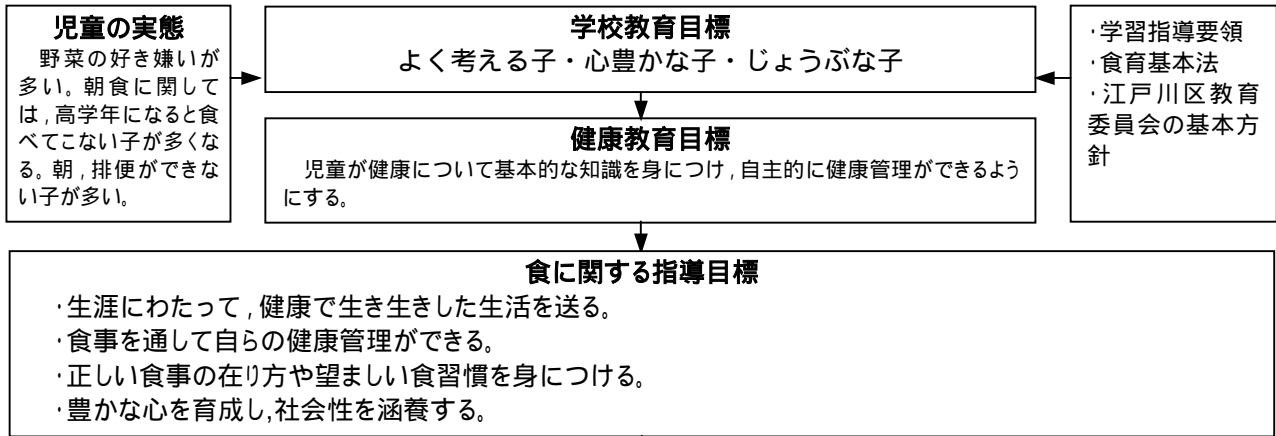 児童の実態
野菜の好き嫌いが
多い。朝食に関して
は,高学年になると食
べてこない子が多くな
る。朝,排便ができな
い子が多い。
学校教育目標
よく考える子・心豊かな子・じょうぶな子
・学習指導要領
・食育基本法
・江戸川区教育
委員会の基本方
針
健康教育目標
児童が健康について基本的な知識を身につけ,自主的に健康管理ができるよう
にする。
食に関する指導目標
・生涯にわたって,健康で生き生きした生活を送る。
・食事を通して自らの健康管理ができる。
・正しい食事の在り方や望ましい食習慣を身につける。
・豊かな心を育成し,社会性を涵養する。